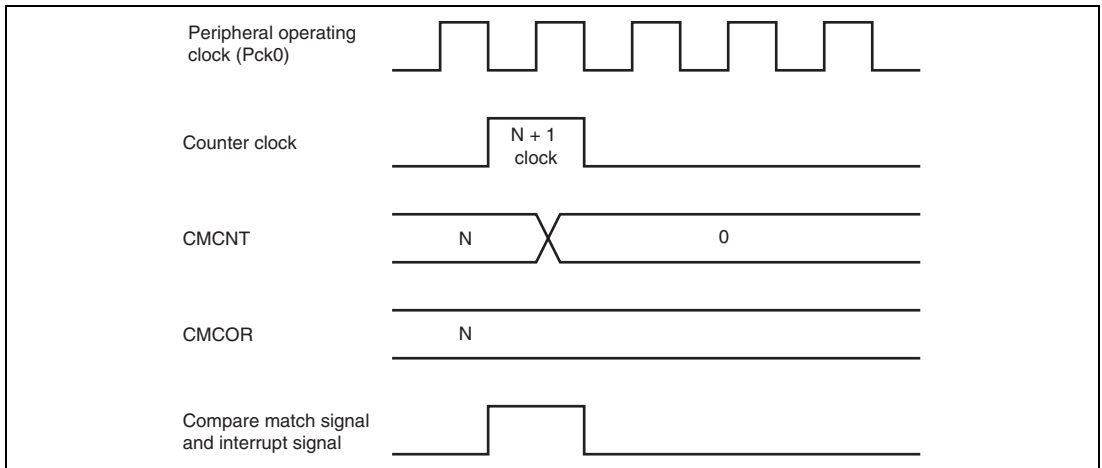 Peripheral operating
clock (Pck0)
Counter clock
N + 1
clock
CMCNT
N
0
CMCOR
N
Compare match signal
and interrupt signal